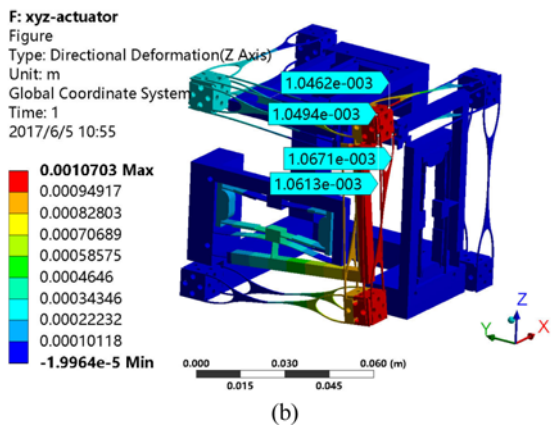 F: xyz-actuator
Figure
Type: Directional Deformation(Z Axis)
Unit: m
Global Coordinate System
Time: 1
2017/6/5 10:55
1.0462e-003
1.0494e-003
1.0671e-003
1.0613e-003
0.0010703 Max
0.00094917
0.00082803
0.00070689
0.00058575
0.0004646
0.00034346
0.00022232
0.00010118
-1.9964e-5 Min
Z
Y
X
0.000 0.030 0.060 (m)
0.015 0.045
(b)